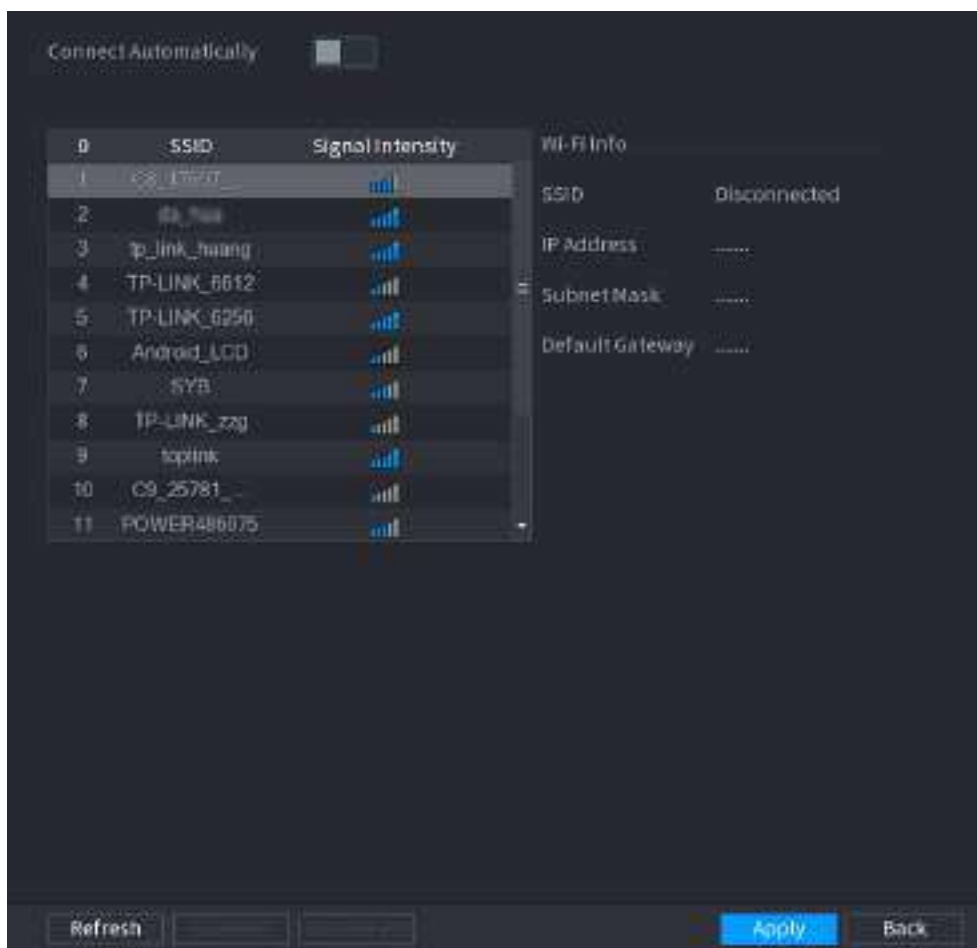 Connect Automatically
0 SSID Signal Intensity
1
2
3 tp_link_huang
4 TP-LINK_6612
5 TP-LINK_6256
6 Android_LCD
7 SYB
8 TP-LINK_zzg
9 toplink
10 C9_25781_...
11 POWER486075
Wi-Fi Info
SSID Disconnected
IP Address ......
Subnet Mask ......
Default Gateway ......
Refresh
Apply Back